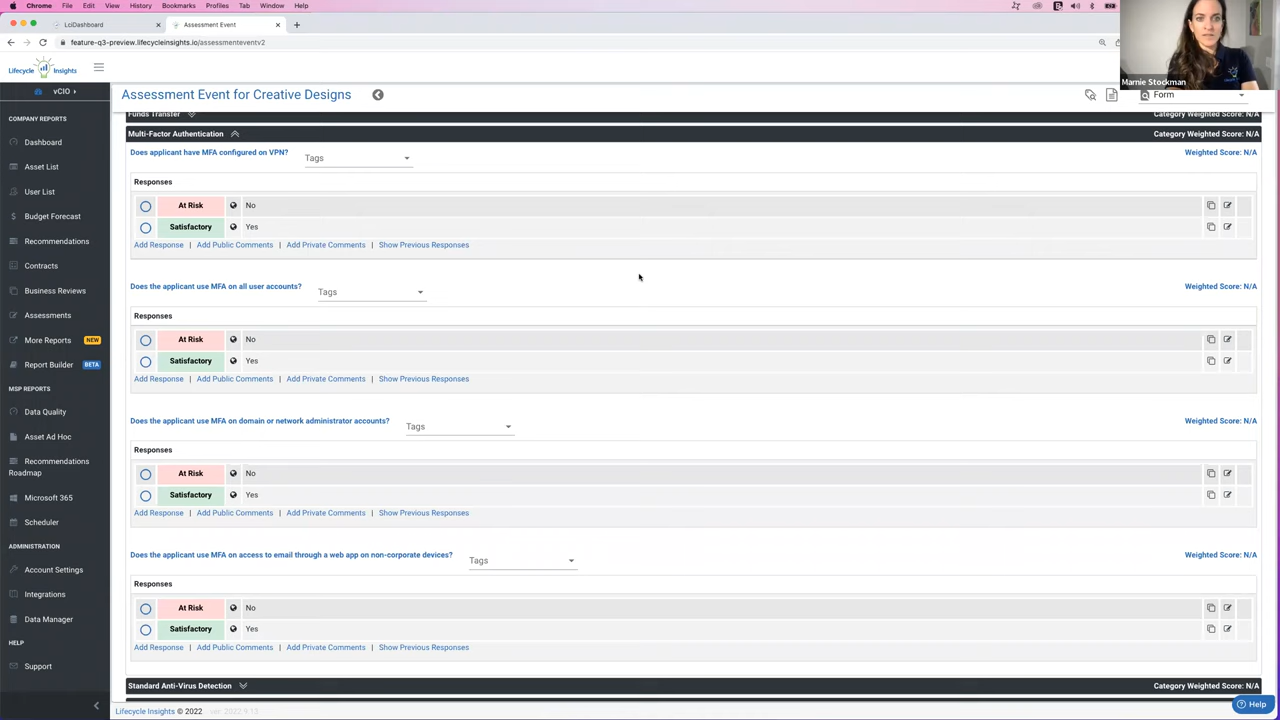 Chrome File Edit View History Bookmarks Profiles Tab Window Help
LciDashboard
Assessment Event
feature-q3-preview.lifecycleinsights.io/assessmenteventv2
Marnie Stockman
Lifecycle Insights
vCIO
COMPANY REPORTS
Dashboard
Asset List
User List
Budget Forecast
Recommendations
Contracts
Business Reviews
Assessments
More Reports NEW
Report Builder BETA
MSP REPORTS
Data Quality
Asset Ad Hoc
Recommendations
Roadmap
Microsoft 365
Scheduler
ADMINISTRATION
Account Settings
Integrations
Data Manager
HELP
Support
Assessment Event for Creative Designs
Form
Funds Transfer Category Weighted Score: N/A
Multi-Factor Authentication Category Weighted Score: N/A
Does applicant have MFA configured on VPN? Tags Weighted Score: N/A
Responses
At Risk No
Satisfactory Yes
Add Response | Add Public Comments | Add Private Comments | Show Previous Responses
Does the applicant use MFA on all user accounts? Tags Weighted Score: N/A
Responses
At Risk No
Satisfactory Yes
Add Response | Add Public Comments | Add Private Comments | Show Previous Responses
Does the applicant use MFA on domain or network administrator accounts? Tags Weighted Score: N/A
Responses
At Risk No
Satisfactory Yes
Add Response | Add Public Comments | Add Private Comments | Show Previous Responses
Does the applicant use MFA on access to email through a web app on non-corporate devices? Tags Weighted Score: N/A
Responses
At Risk No
Satisfactory Yes
Add Response | Add Public Comments | Add Private Comments | Show Previous Responses
Standard Anti-Virus Detection Category Weighted Score: N/A
Lifecycle Insights © 2022 ver. 2022.9.13
Help